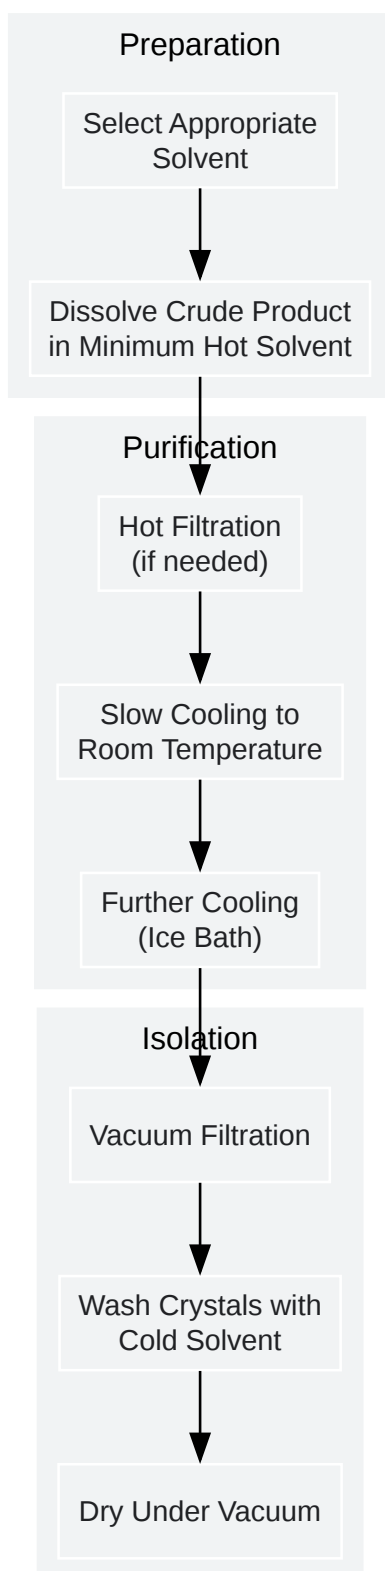 Preparation
Select Appropriate
Solvent
Dissolve Crude Product
in Minimum Hot Solvent
Purification
Hot Filtration
(if needed)
Slow Cooling to
Room Temperature
Further Cooling
(Ice Bath)
Isolation
Vacuum Filtration
Wash Crystals with
Cold Solvent
Dry Under Vacuum